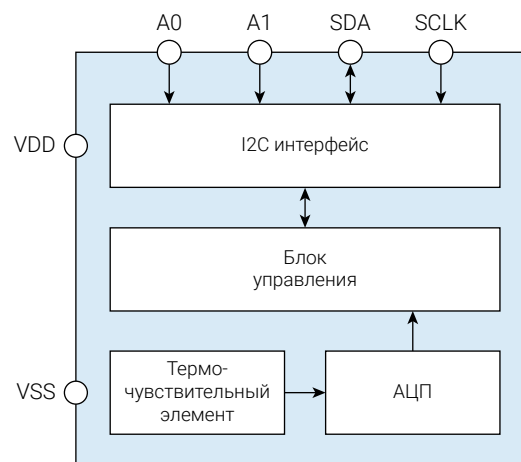 A0 A1 SDA SCLK
VDD
I2C интерфейс
Блок
управления
VSS
Термо-
чувствительный
элемент
АЦП